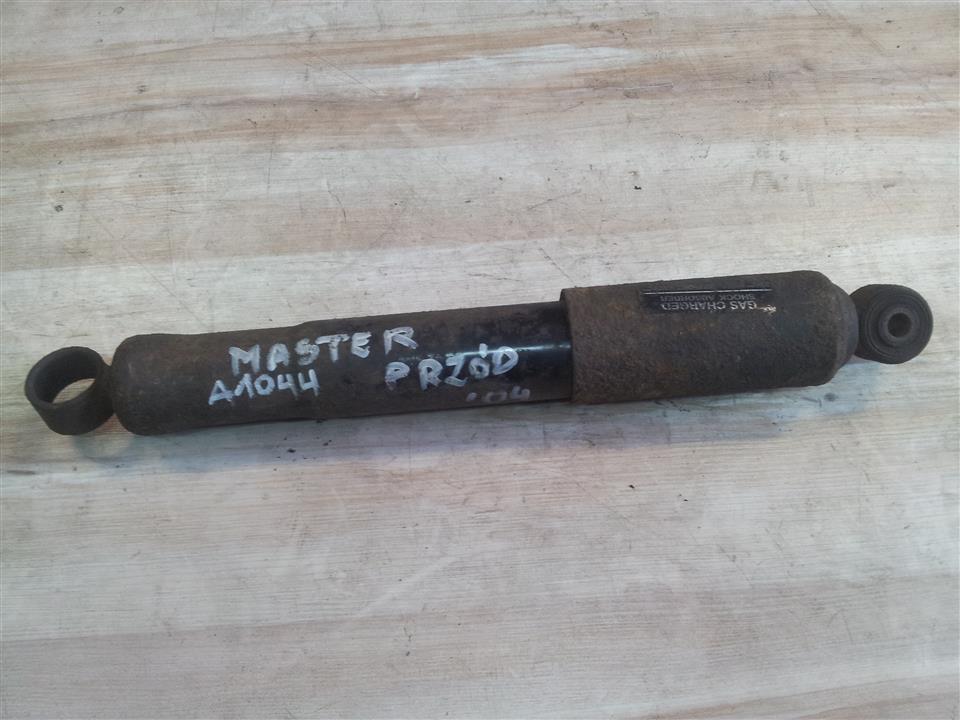 MASTER
A1044
PRZÓD
'04
GAS CHARGED
SHOCK ABSORBER